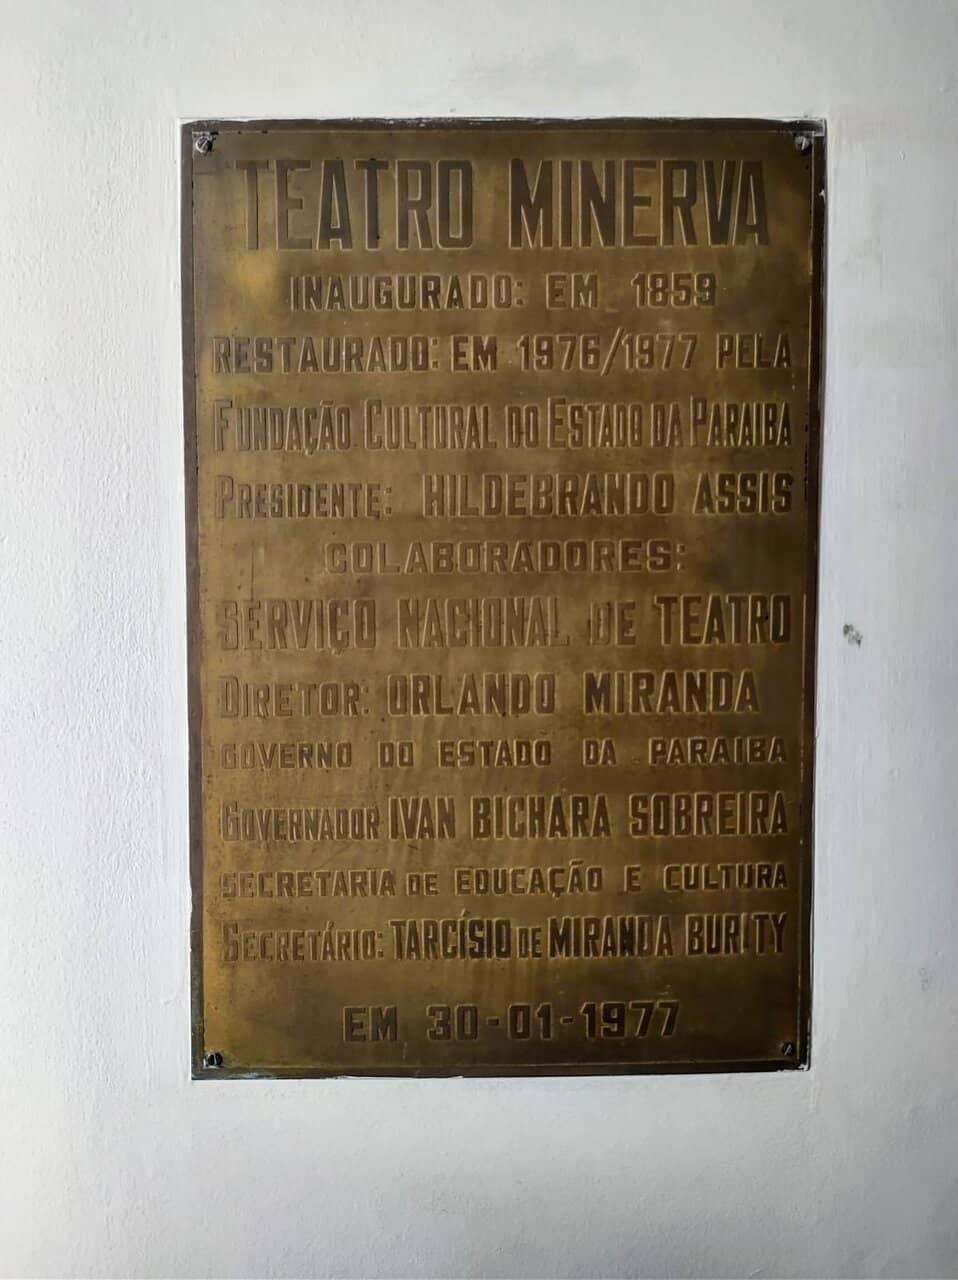 TEATRO MINERVA
INAUGURADO: EM 1859
RESTAURADO: EM 1976/1977 PELA
FUNDAÇÃO CULTURAL DO ESTADO DA PARAIBA
PRESIDENTE: HILDEBRANDO ASSIS
COLABORADORES:
SERVIÇO NACIONAL DE TEATRO
DIRETOR: ORLANDO MIRANDA
GOVERNO DO ESTADO DA PARAIBA
GOVERNADOR IVAN BICHARA SOBREIRA
SECRETARIA DE EDUCAÇÃO E CULTURA
SECRETÁRIO: TARCÍSIO DE MIRANDA BURITY
EM 30-01-1977